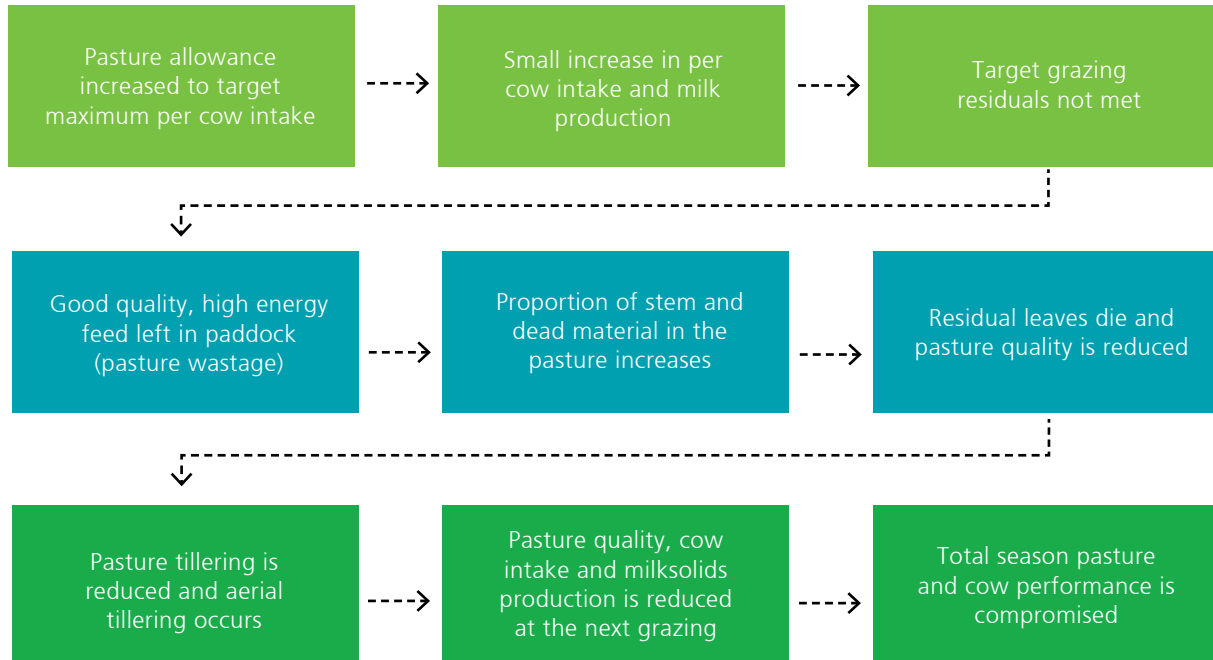 Pasture allowance
increased to target
maximum per cow intake
Small increase in per
cow intake and milk
production
Target grazing
residuals not met
Good quality, high energy
feed left in paddock
(pasture wastage)
Proportion of stem and
dead material in the
pasture increases
Residual leaves die and
pasture quality is reduced
Pasture tillering is
reduced and aerial
tillering occurs
Pasture quality, cow
intake and milksolids
production is reduced
at the next grazing
Total season pasture
and cow performance is
compromised